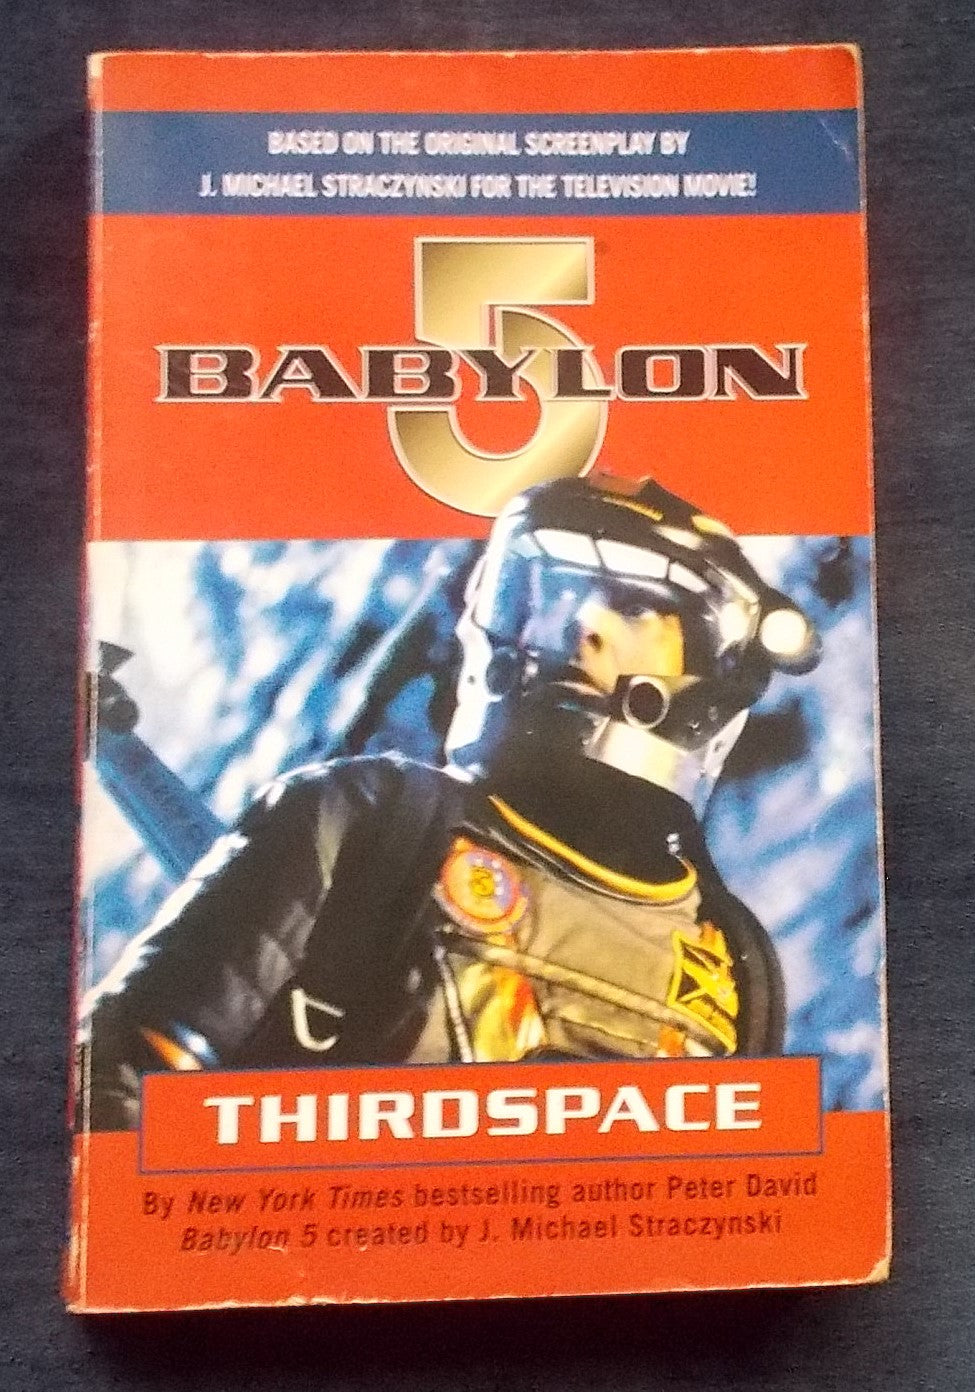 BASED ON THE ORIGINAL SCREENPLAY BY
J. MICHAEL STRACZYNSKI FOR THE TELEVISION MOVIE!
BABYLON
5
THIRDSPACE
By New York Times bestselling author Peter David
Babylon 5 created by J. Michael Straczynski